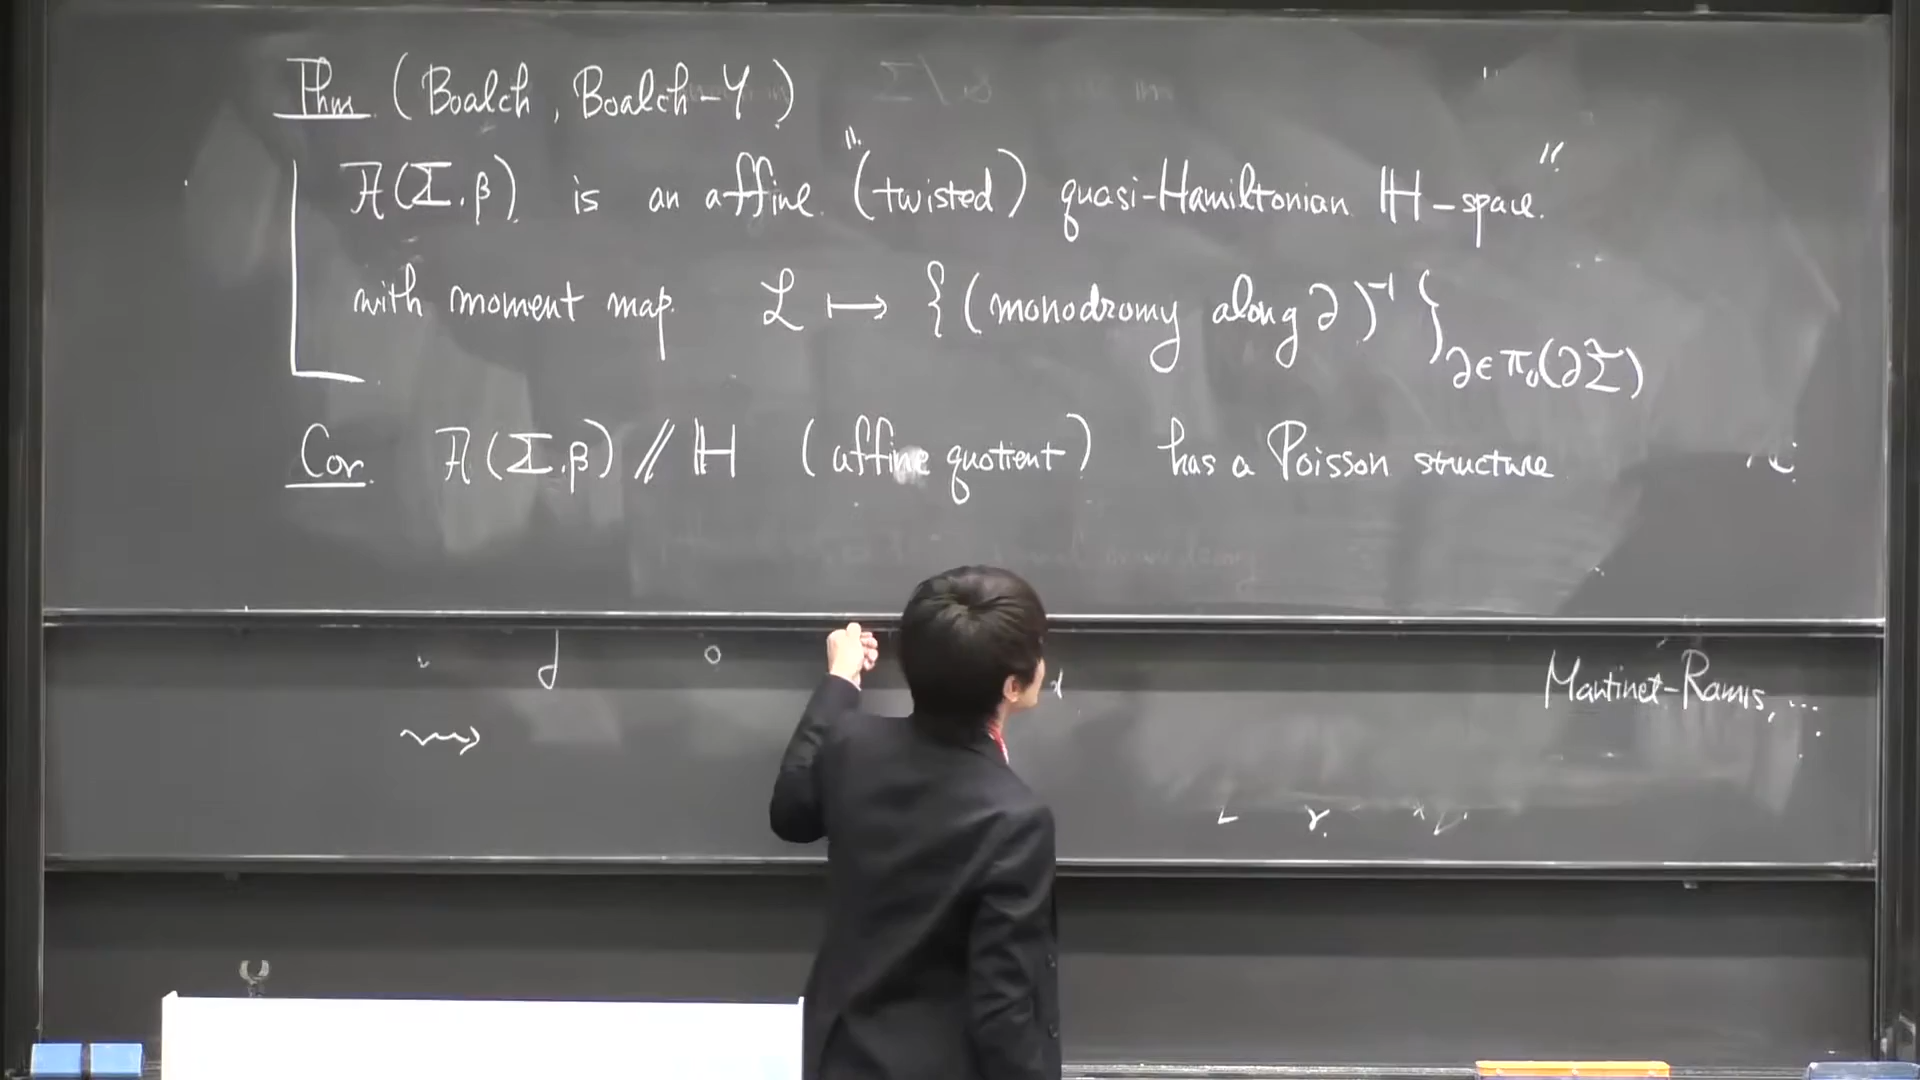 Thm (Boalch, Boalch–Y)
𝓐(Σ,β) is an affine "(twisted) quasi-Hamiltonian ℍ–space."
with moment map ℒ ↦ {(monodromy along ∂)⁻¹}_{∂∈π₀(∂Σ̂)}
Cor. 𝓐(Σ,β) // ℍ (affine quotient) has a Poisson structure
Martinet-Ramis, ...
⇝